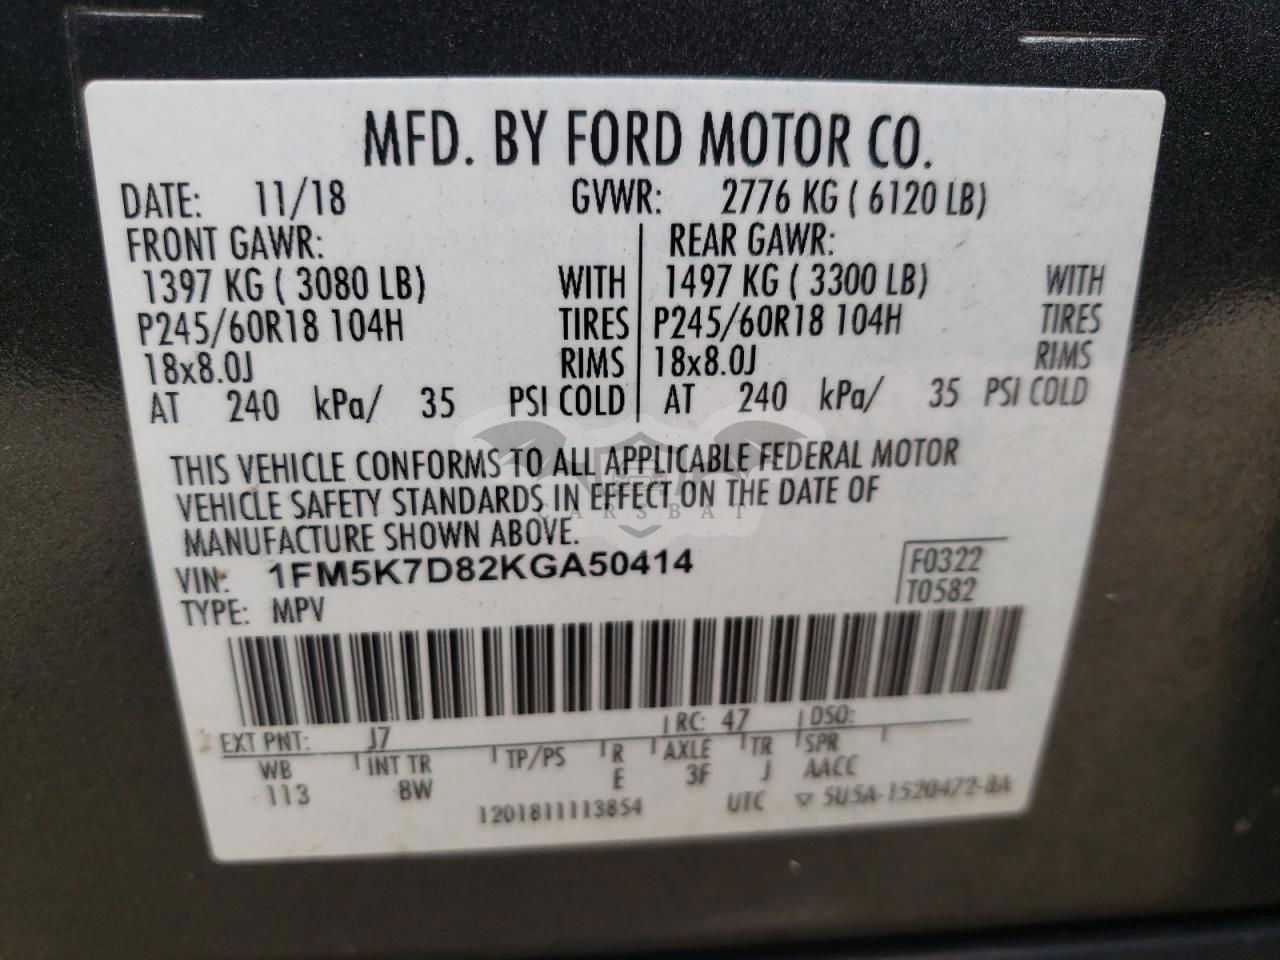 MFD. BY FORD MOTOR CO.
DATE: 11/18 GVWR: 2776 KG ( 6120 LB)
FRONT GAWR: REAR GAWR:
1397 KG ( 3080 LB) WITH 1497 KG ( 3300 LB) WITH
P245/60R18 104H TIRES P245/60R18 104H TIRES
18x8.0J RIMS 18x8.0J RIMS
AT 240 kPa/ 35 PSI COLD AT 240 kPa/ 35 PSI COLD
THIS VEHICLE CONFORMS TO ALL APPLICABLE FEDERAL MOTOR
VEHICLE SAFETY STANDARDS IN EFFECT ON THE DATE OF
CARSBAT
MANUFACTURE SHOWN ABOVE.
VIN: 1FM5K7D82KGA50414 F0322
TYPE: MPV T0582
EXT PNT: J7 RC: 47 DSO:
WB INT TR TP/PS R AXLE TR SPR
113 8W E 3F J AACC
1201811113854 UTC ▽ 5U5A-1520472-BA